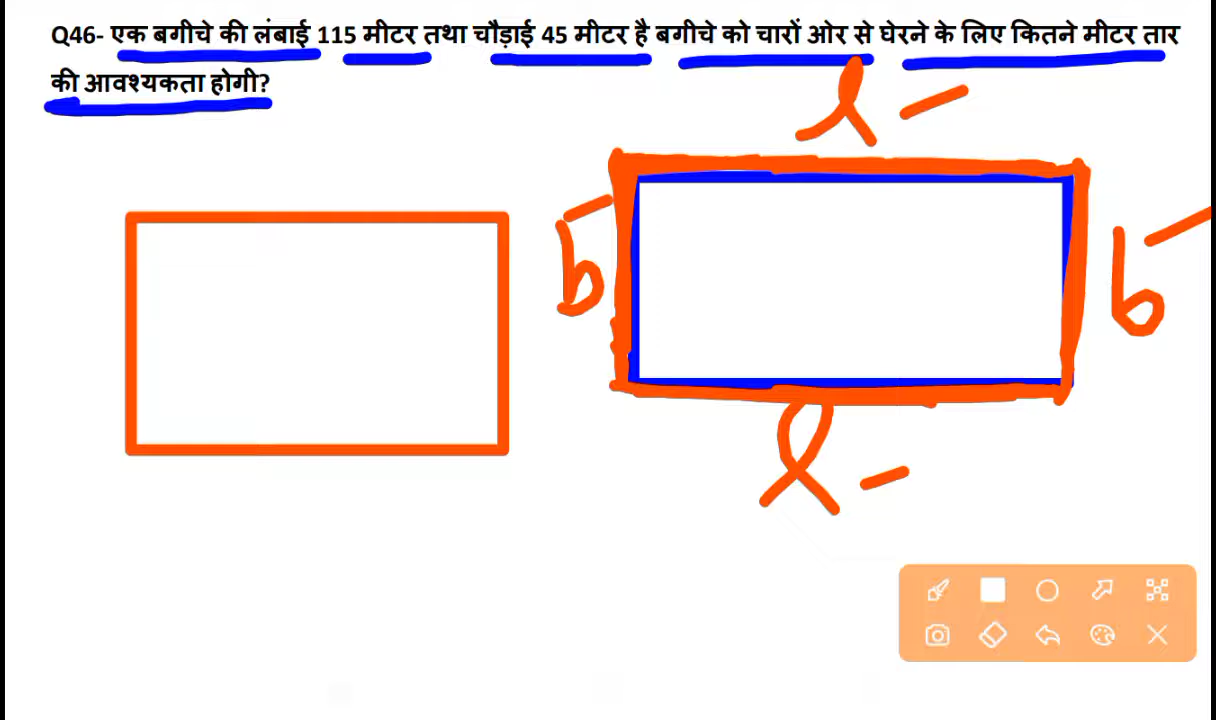 Q46- एक बगीचे की लंबाई 115 मीटर तथा चौड़ाई 45 मीटर है बगीचे को चारों ओर से घेरने के लिए कितने मीटर तार
की आवश्यकता होगी?
l -
b -
b -
l -